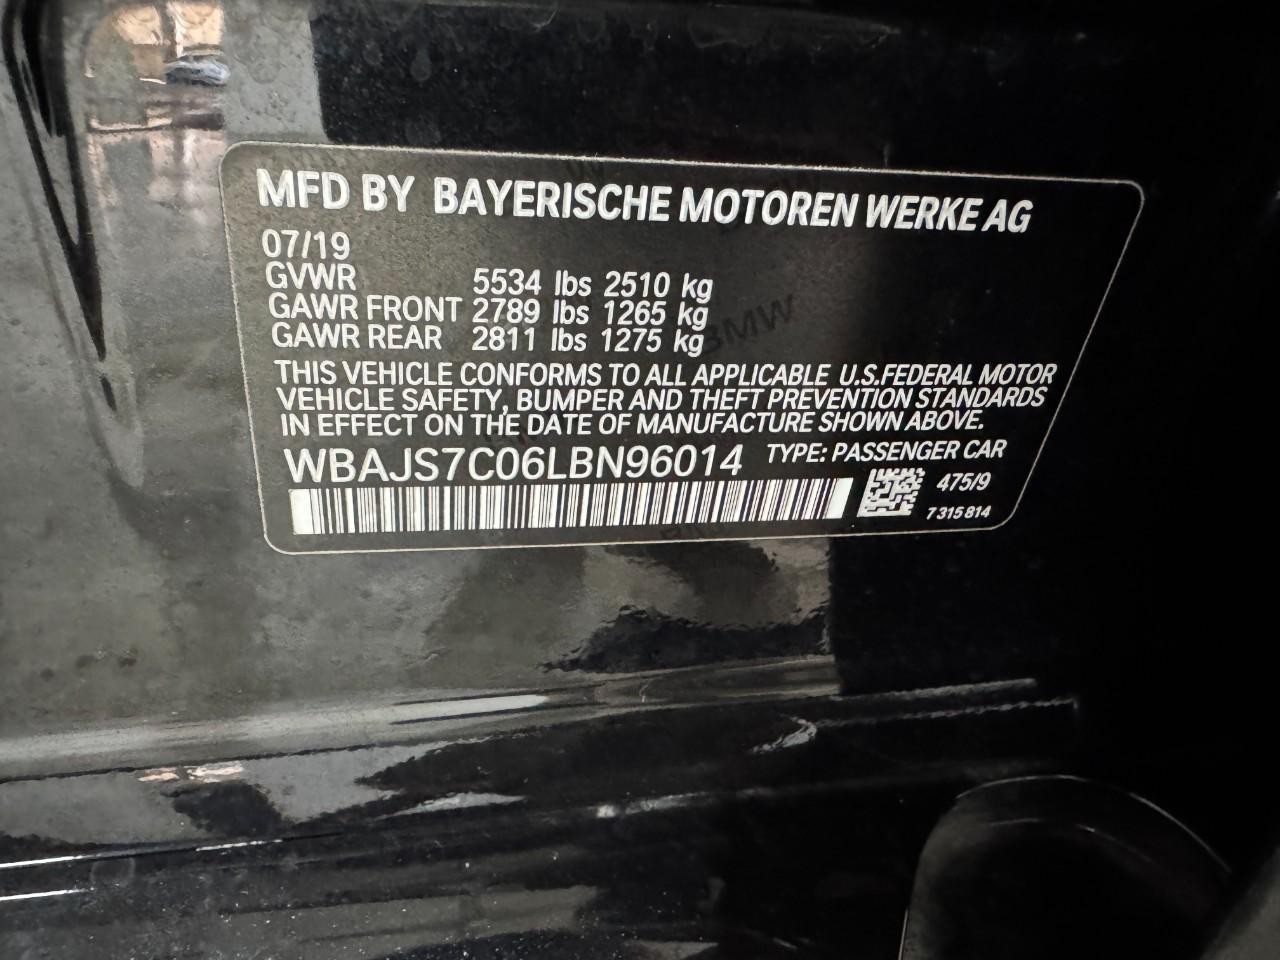 MFD BY BAYERISCHE MOTOREN WERKE AG
07/19
GVWR 5534 lbs 2510 kg
GAWR FRONT 2789 lbs 1265 kg
GAWR REAR 2811 lbs 1275 kg
THIS VEHICLE CONFORMS TO ALL APPLICABLE U.S.FEDERAL MOTOR
VEHICLE SAFETY, BUMPER AND THEFT PREVENTION STANDARDS
IN EFFECT ON THE DATE OF MANUFACTURE SHOWN ABOVE.
WBAJS7C06LBN96014 TYPE: PASSENGER CAR
475/9
7315814
BMW